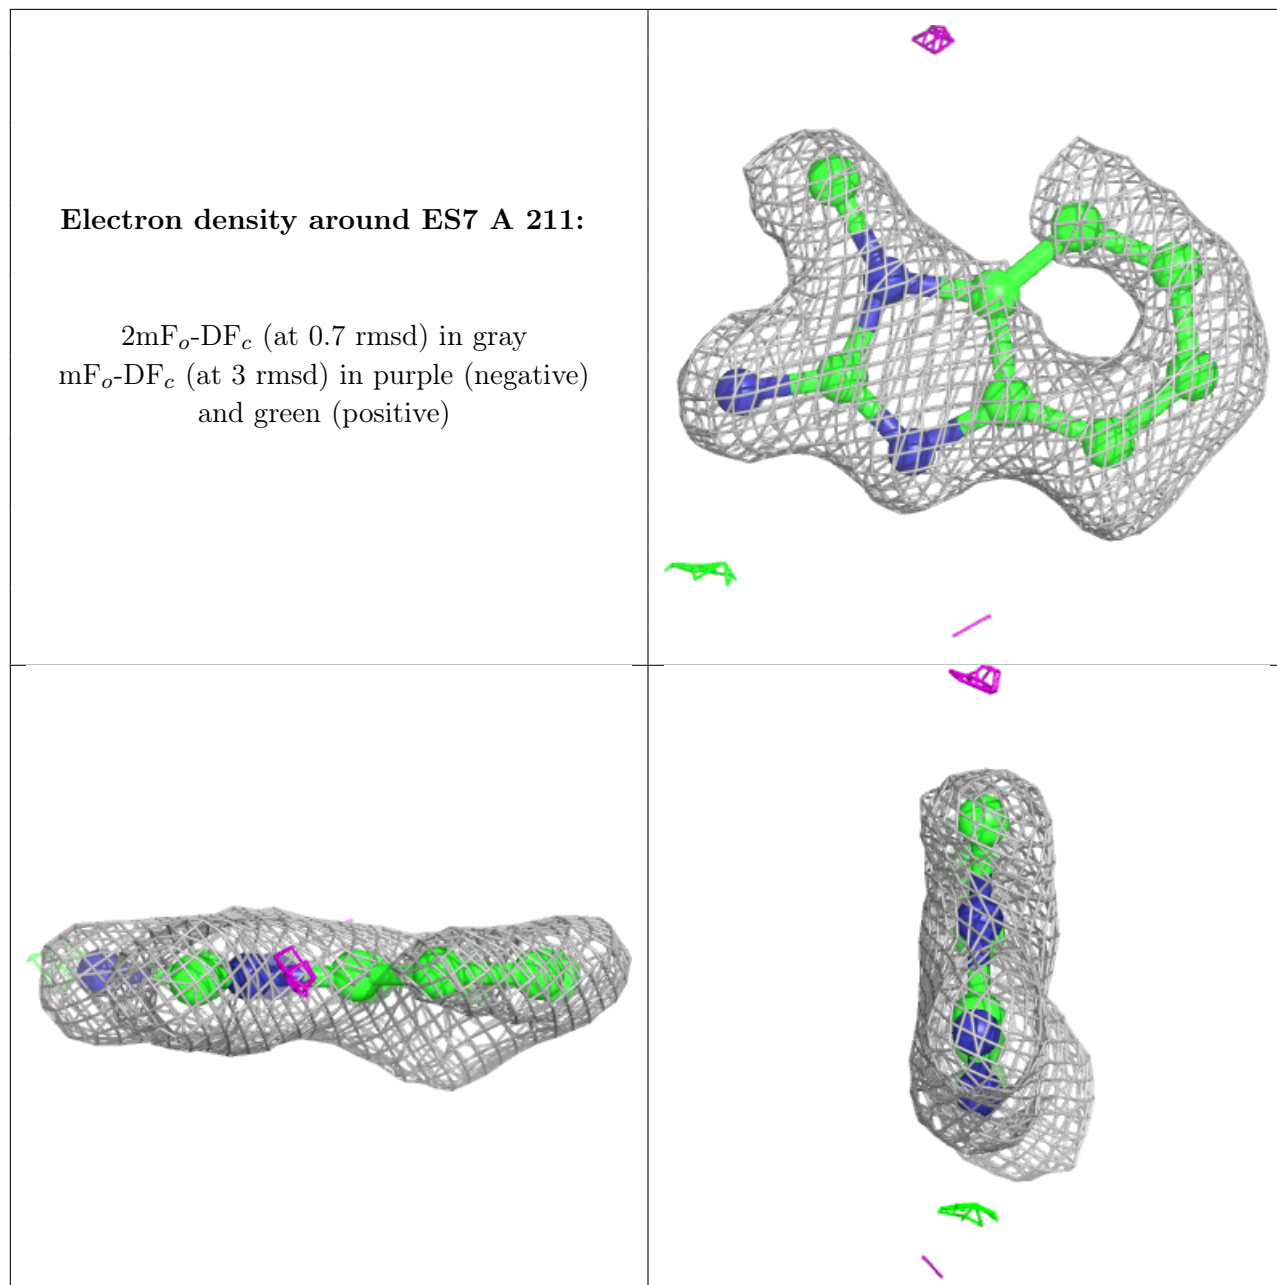 Electron density around ES7 A 211:
2mFo-DFc (at 0.7 rmsd) in gray
mFo-DFc (at 3 rmsd) in purple (negative)
and green (positive)